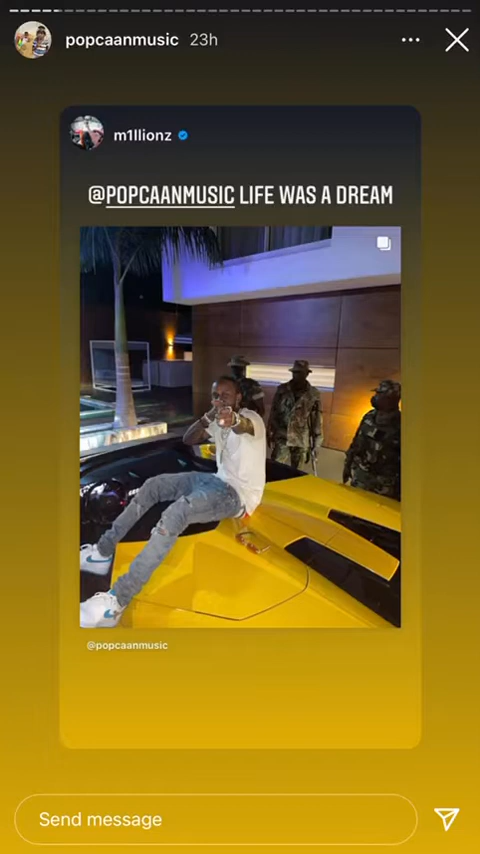 popcaanmusic 23h
m1llionz
@POPCAANMUSIC LIFE WAS A DREAM
@popcaanmusic
Send message